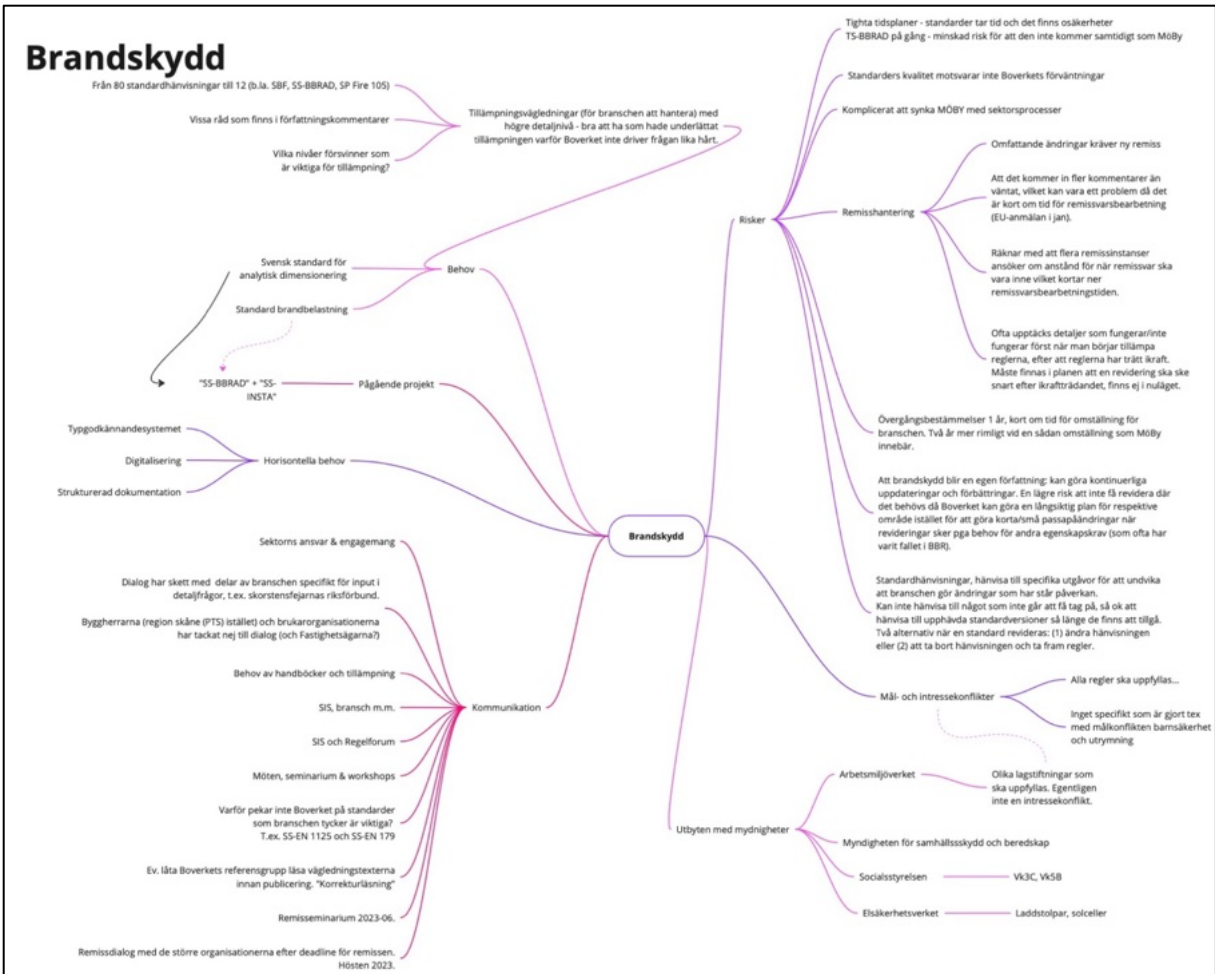 Brandskydd
Från 80 standardhänvisningar till 12 (b.la. SBF, SS-BBRAD, SP Fire 105)
Vissa råd som finns i författningskommentarer
Vilka nivåer försvinner som
är viktiga för tillämpning?
Tillämpningsvägledningar (för branschen att hantera) med
högre detaljnivå - bra att ha som hade underlättat
tillämpningen varför Boverket inte driver frågan lika hårt.
Svensk standard för
analytisk dimensionering
Standard brandbelastning
Behov
"SS-BBRAD" + "SS-
INSTA"
Pågående projekt
Typgodkännandesystemet
Digitalisering
Strukturerad dokumentation
Horisontella behov
Sektorns ansvar & engagemang
Dialog har skett med delar av branschen specifikt för input i
detaljfrågor, t.ex. skorstensfejarnas riksförbund.
Byggherrarna (region skåne (PTS) istället) och brukarorganisationerna
har tackat nej till dialog (och Fastighetsägarna?)
Behov av handböcker och tillämpning
SIS, bransch m.m.
SIS och Regelforum
Möten, seminarium & workshops
Varför pekar inte Boverket på standarder
som branschen tycker är viktiga?
T.ex. SS-EN 1125 och SS-EN 179
Ev. låta Boverkets referensgrupp läsa vägledningstexterna
innan publicering. "Korrekturläsning"
Remisseminarium 2023-06.
Remissdialog med de större organisationerna efter deadline för remissen.
Hösten 2023.
Kommunikation
Brandskydd
Risker
Tighta tidsplaner - standarder tar tid och det finns osäkerheter
TS-BBRAD på gång - minskad risk för att den inte kommer samtidigt som MöBy
Standarders kvalitet motsvarar inte Boverkets förväntningar
Komplicerat att synka MÖBY med sektorsprocesser
Remisshantering
Omfattande ändringar kräver ny remiss
Att det kommer in fler kommentarer än
väntat, vilket kan vara ett problem då det
är kort om tid för remissvarsbearbetning
(EU-anmälan i jan).
Räknar med att flera remissinstanser
ansöker om anstånd för när remissvar ska
vara inne vilket kortar ner
remissvarsbearbetningstiden.
Ofta upptäcks detaljer som fungerar/inte
fungerar först när man börjar tillämpa
reglerna, efter att reglerna har trätt ikraft.
Måste finnas i planen att en revidering ska ske
snart efter ikraftträdandet, finns ej i nuläget.
Övergångsbestämmelser 1 år, kort om tid för omställning för
branschen. Två år mer rimligt vid en sådan omställning som MöBy
innebär.
Att brandskydd blir en egen författning: kan göra kontinuerliga
uppdateringar och förbättringar. En lägre risk att inte få revidera där
det behövs då Boverket kan göra en långsiktig plan för respektive
område istället för att göra korta/små passapåändringar när
revideringar sker pga behov för andra egenskapskrav (som ofta har
varit fallet i BBR).
Standardhänvisningar, hänvisa till specifika utgåvor för att undvika
att branschen gör ändringar som har står påverkan.
Kan inte hänvisa till något som inte går att få tag på, så ok att
hänvisa till upphävda standardversioner så länge de finns att tillgå.
Två alternativ när en standard revideras: (1) ändra hänvisningen
eller (2) att ta bort hänvisningen och ta fram regler.
Mål- och intressekonflikter
Alla regler ska uppfyllas...
Inget specifikt som är gjort tex
med målkonflikten barnsäkerhet
och utrymning
Utbyten med mydnigheter
Arbetsmiljöverket
Olika lagstiftningar som
ska uppfyllas. Egentligen
inte en intressekonflikt.
Myndigheten för samhällssskydd och beredskap
Socialsstyrelsen
Vk3C, Vk5B
Elsäkerhetsverket
Laddstolpar, solceller